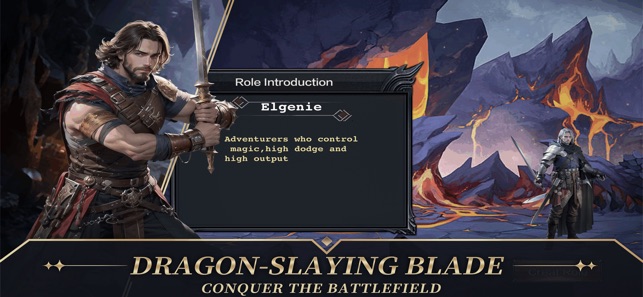 Role Introduction
Elgenie
Adventurers who control
magic,high dodge and
high output
DRAGON-SLAYING BLADE
CONQUER THE BATTLEFIELD